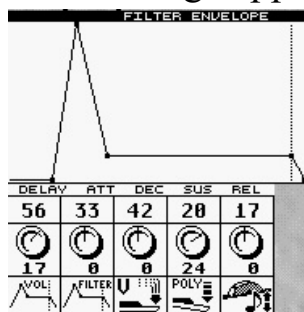 FILTER ENVELOPE
DELAY ATT DEC SUS REL
56 33 42 20 17
17 0 0 24 0
VOL FILTER V POLY